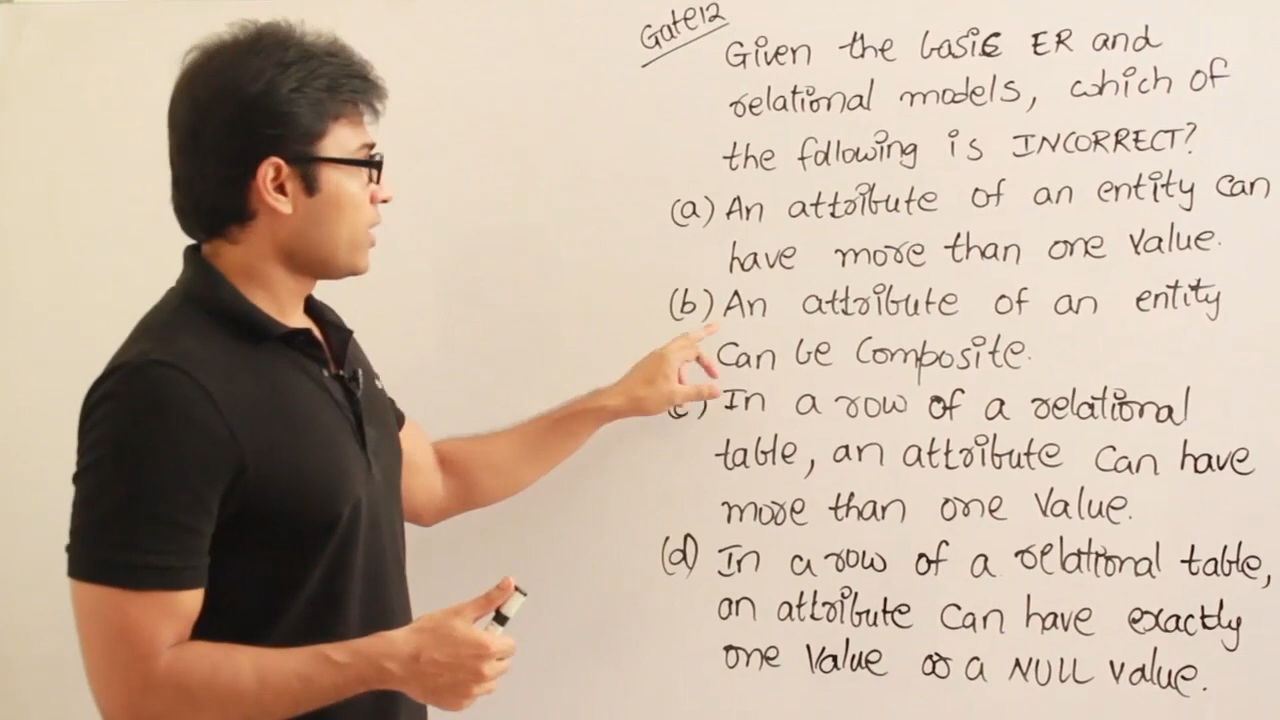 Gate12
Given the basic ER and
relational models, which of
the following is INCORRECT?
(a) An attribute of an entity can
have more than one value.
(b) An attribute of an entity
Can be Composite.
(c) In a row of a relational
table, an attribute Can have
more than one Value.
(d) In a row of a relational table,
an attribute Can have exactly
one Value or a NULL value.